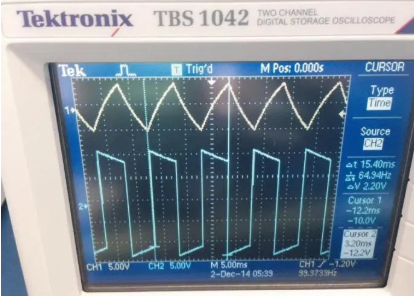 Tektronix TBS 1042 TWO CHANNEL DIGITAL STORAGE OSCILLOSCOPE
Tek T Trig'd M Pos: 0.000s CURSOR
Type
Time
Source
CH2
Δt 15.40ms
64.94Hz
ΔV 2.20V
Cursor 1
-12.2ms
-10.0V
Cursor 2
3.20ms
-12.2V
1
2
CH1 5.00V CH2 5.00V M 5.00ms CH1 -1.20V
2-Dec-14 05:39 99.3733Hz